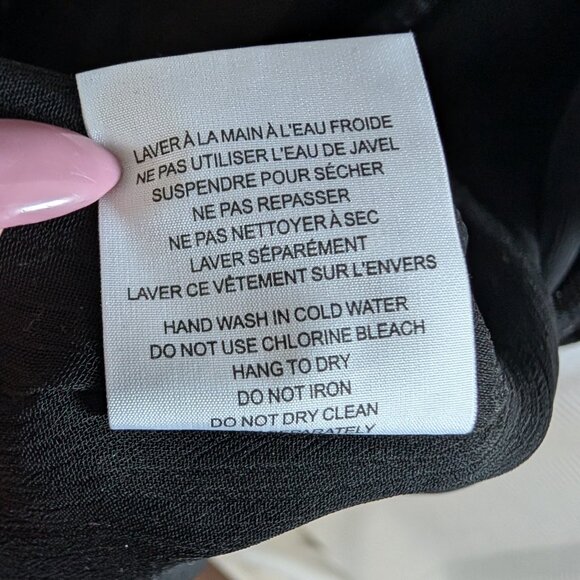 LAVER À LA MAIN À L'EAU FROIDE
NE PAS UTILISER L'EAU DE JAVEL
SUSPENDRE POUR SÉCHER
NE PAS REPASSER
NE PAS NETTOYER À SEC
LAVER SÉPARÉMENT
LAVER CE VÊTEMENT SUR L'ENVERS
HAND WASH IN COLD WATER
DO NOT USE CHLORINE BLEACH
HANG TO DRY
DO NOT IRON
DO NOT DRY CLEAN
SEPARATELY